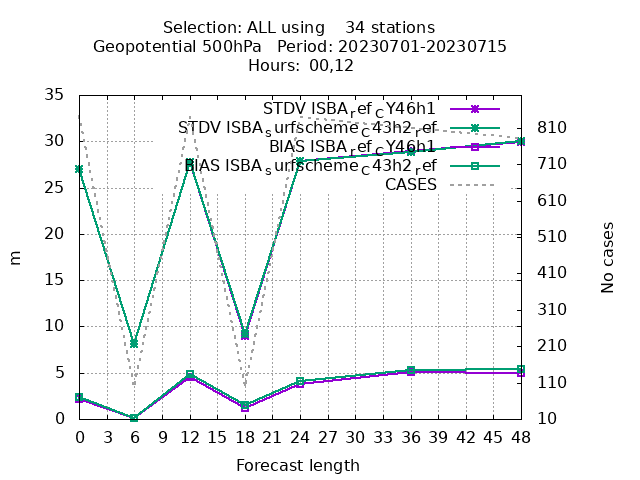 Selection: ALL using    34 stations
Geopotential 500hPa   Period: 20230701-20230715
Hours: 00,12
STDV ISBA_ref_CY46h1
STDV ISBA_surfscheme_C43h2_ref
BIAS ISBA_ref_CY46h1
BIAS ISBA_surfscheme_C43h2_ref
CASES
35
30
25
20
15
10
5
0
m
810
710
610
510
410
310
210
110
10
No cases
0 3 6 9 12 15 18 21 24 27 30 33 36 39 42 45 48
Forecast length